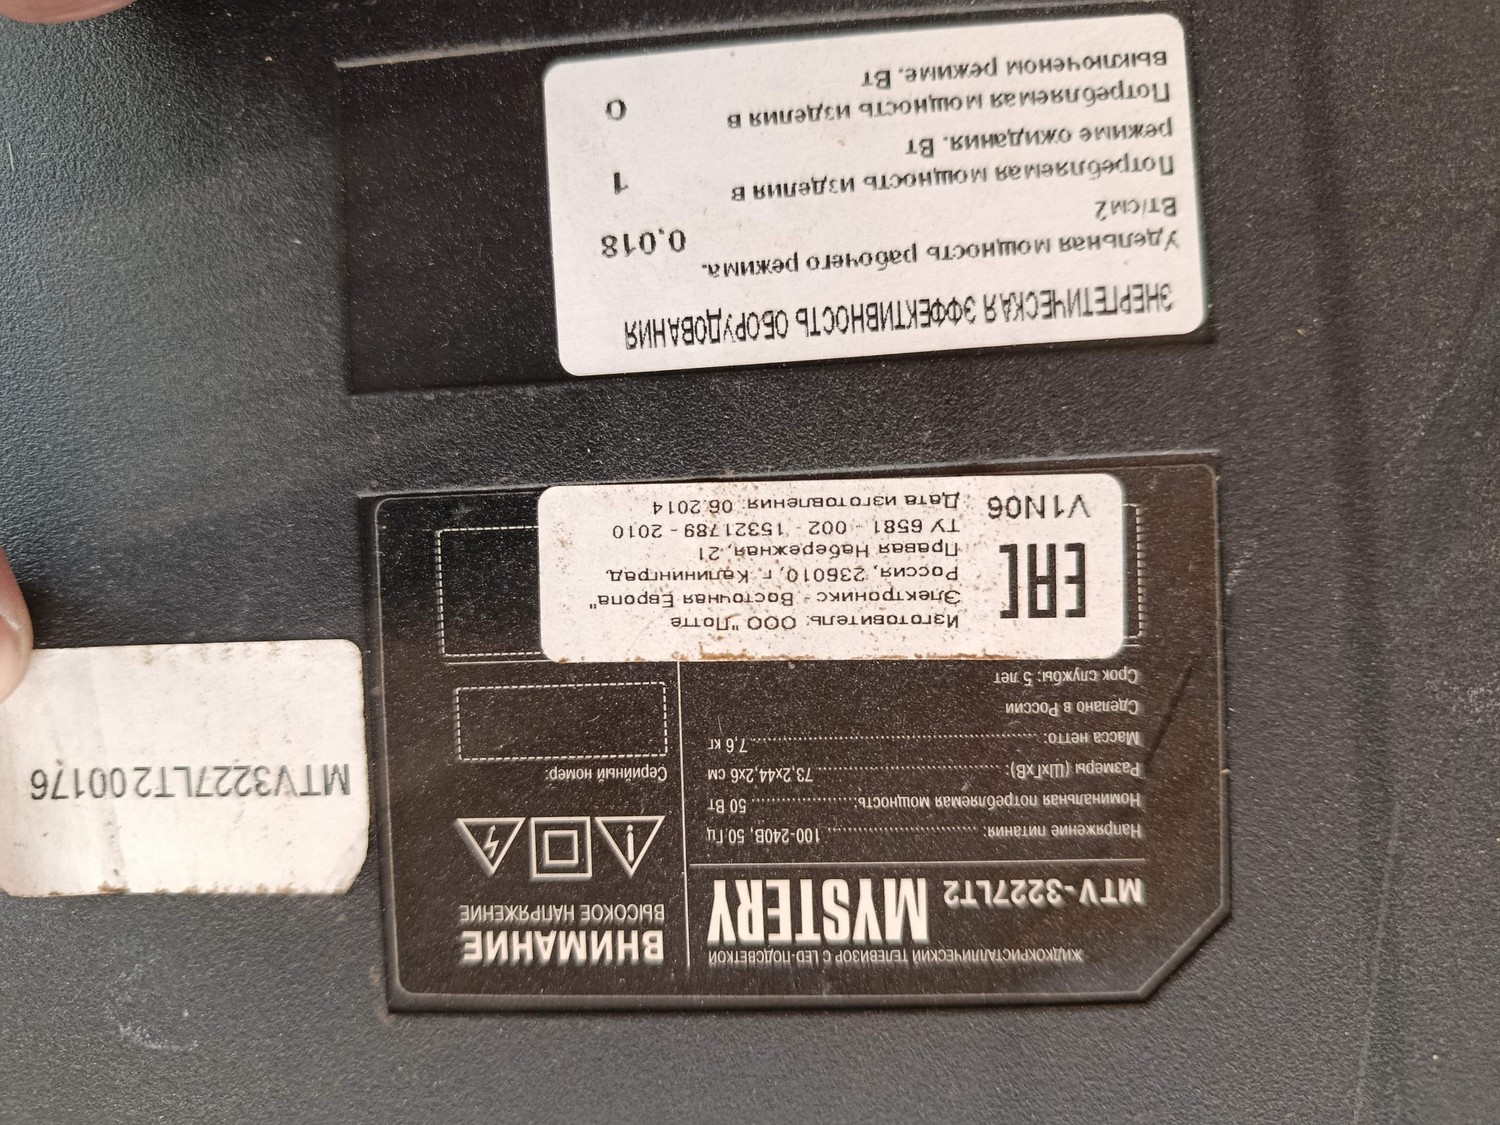 ЖИДКОКРИСТАЛЛИЧЕСКИЙ ТЕЛЕВИЗОР С LED-ПОДСВЕТКОЙ
MTV-3227LT2 MYSTERY
Напряжение питания: 100-240В, 50 Гц
Номинальная потребляемая мощность: 50 Вт
Размеры (ШхГхВ): 73,2х44,2х6 см
Масса нетто: 7,6 кг
Сделано в России
Срок службы: 5 лет
ВНИМАНИЕ
ВЫСОКОЕ НАПРЯЖЕНИЕ
Серийный номер:
MTV3227LT200176
EAC
V1N06
Изготовитель: ООО "Лотте
Электроникс - Восточная Европа"
Россия, 236010, г. Калининград,
Правая Набережная, 21
ТУ 6581 - 002 - 15321789 - 2010
Дата изготовления: 06.2014
ЭНЕРГЕТИЧЕСКАЯ ЭФФЕКТИВНОСТЬ ОБОРУДОВАНИЯ
Удельная мощность рабочего режима. 0,018
Вт/см2
Потребляемая мощность изделия в 1
режиме ожидания. Вт
Потребляемая мощность изделия в 0
выключеном режиме. Вт